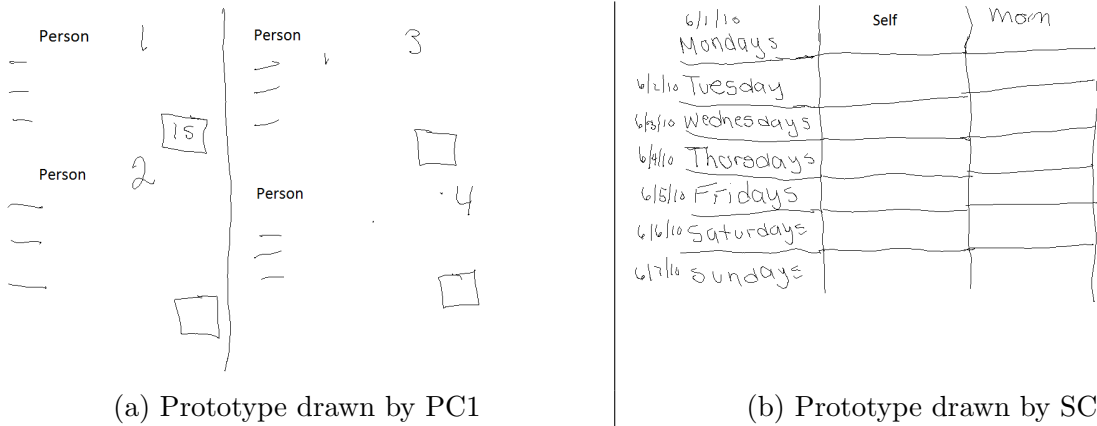 Person 1
Person 3
15
Person 2
Person 4
(a) Prototype drawn by PC1
6/1/10 Self Mom
Mondays
6/2/10 Tuesday
6/3/10 Wednesdays
6/4/10 Thorsdays
6/5/10 Fridays
6/6/10 Saturdays
6/7/10 Sundays
(b) Prototype drawn by SC